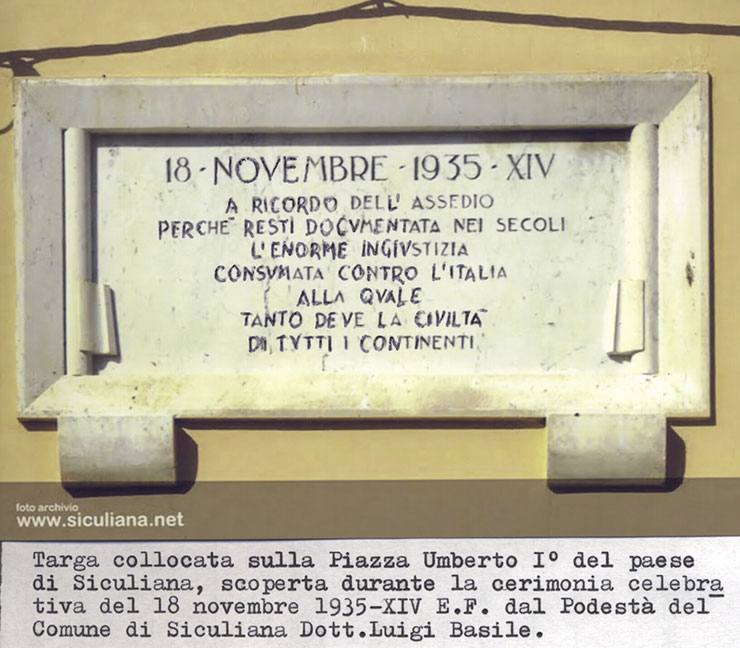 18 - NOVEMBRE - 1935 - XIV
A RICORDO DELL' ASSEDIO
PERCHE' RESTI DOCVMENTATA NEI SECOLI
L'ENORME INGIVSTIZIA
CONSVMATA CONTRO L'ITALIA
ALLA QVALE
TANTO DEVE LA CIVILTA'
DI TVTTI I CONTINENTI
foto archivio
www.siculiana.net
Targa collocata sulla Piazza Umberto I° del paese
di Siculiana, scoperta durante la cerimonia celebra
tiva del 18 novembre 1935-XIV E.F. dal Podestà del
Comune di Siculiana Dott.Luigi Basile.